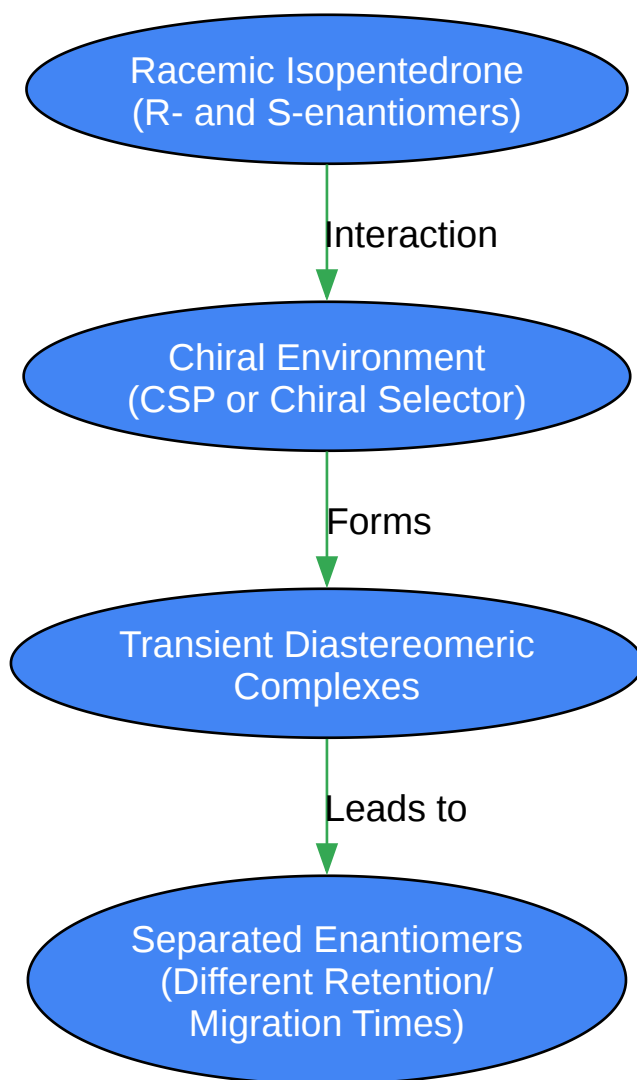 Racemic Isopentedrone
(R- and S-enantiomers)
Interaction
Chiral Environment
(CSP or Chiral Selector)
Forms
Transient Diastereomeric
Complexes
Leads to
Separated Enantiomers
(Different Retention/
Migration Times)